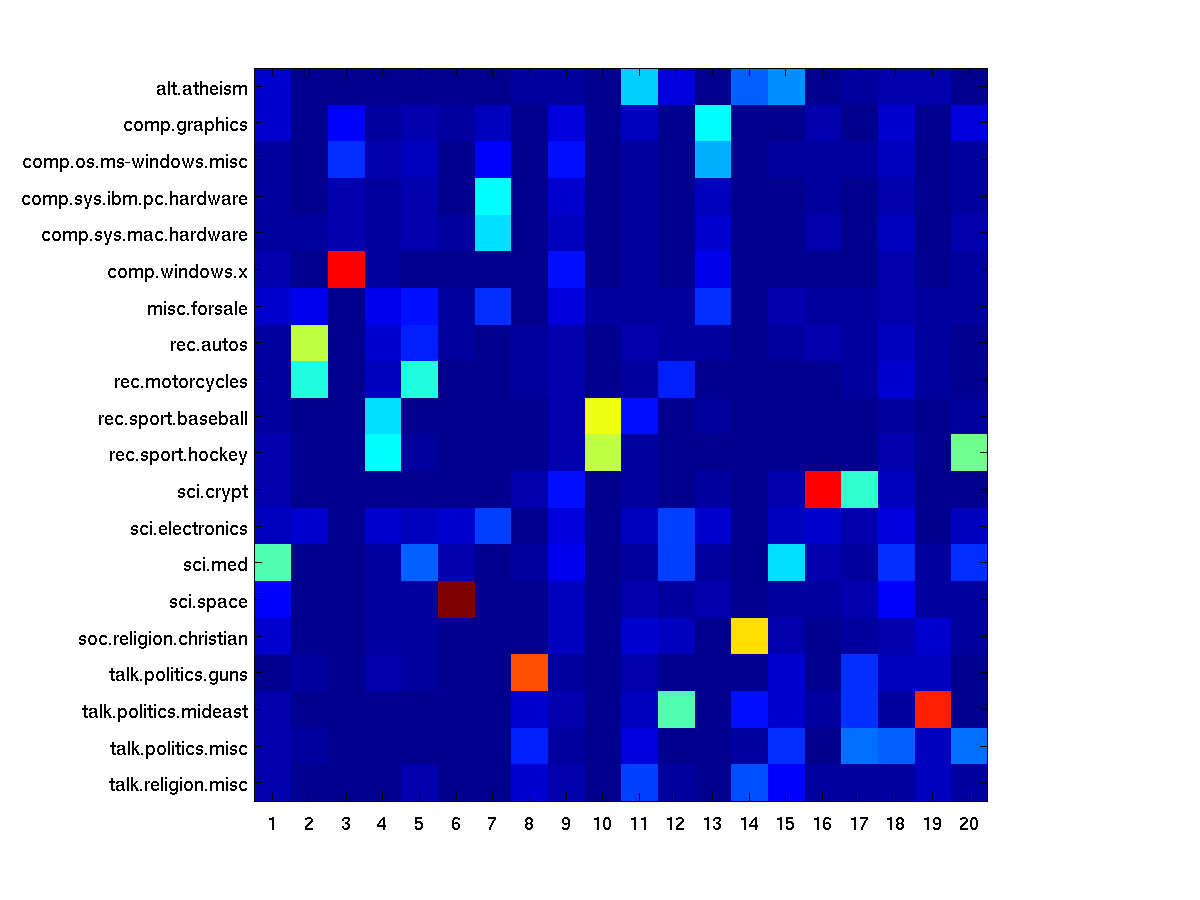 alt.atheism
comp.graphics
comp.os.ms-windows.misc
comp.sys.ibm.pc.hardware
comp.sys.mac.hardware
comp.windows.x
misc.forsale
rec.autos
rec.motorcycles
rec.sport.baseball
rec.sport.hockey
sci.crypt
sci.electronics
sci.med
sci.space
soc.religion.christian
talk.politics.guns
talk.politics.mideast
talk.politics.misc
talk.religion.misc
1 2 3 4 5 6 7 8 9 10 11 12 13 14 15 16 17 18 19 20